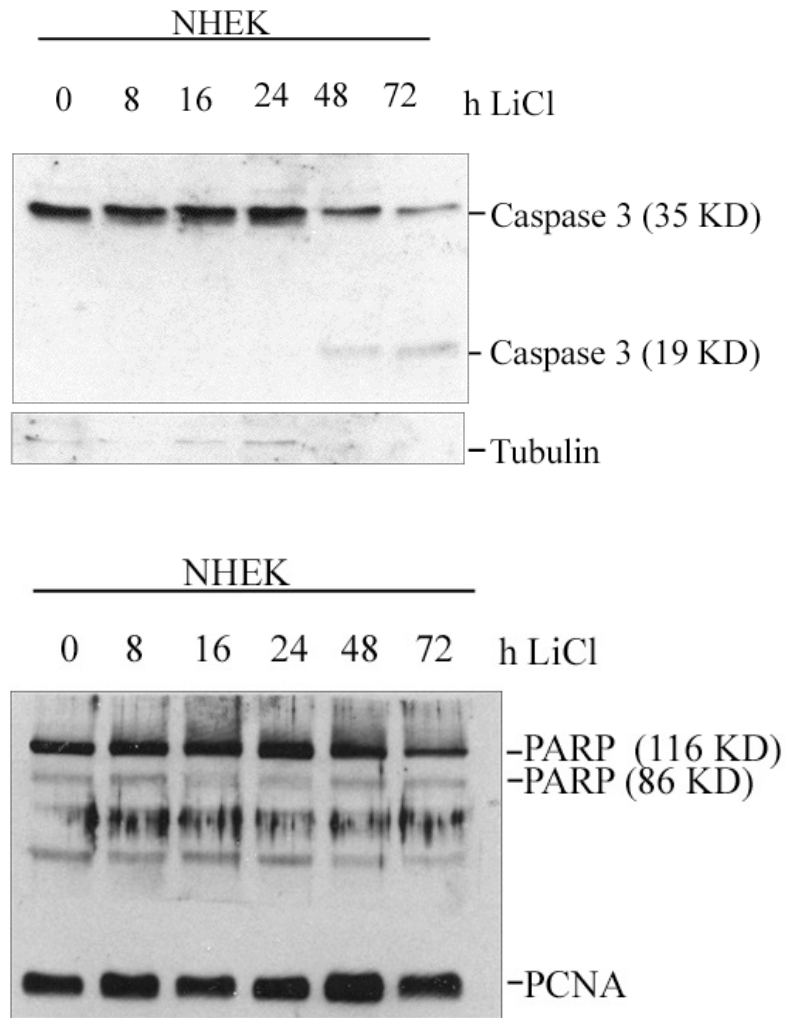 NHEK
0 8 16 24 48 72 h LiCl
Caspase 3 (35 KD)
Caspase 3 (19 KD)
Tubulin
NHEK
0 8 16 24 48 72 h LiCl
PARP (116 KD)
PARP (86 KD)
PCNA